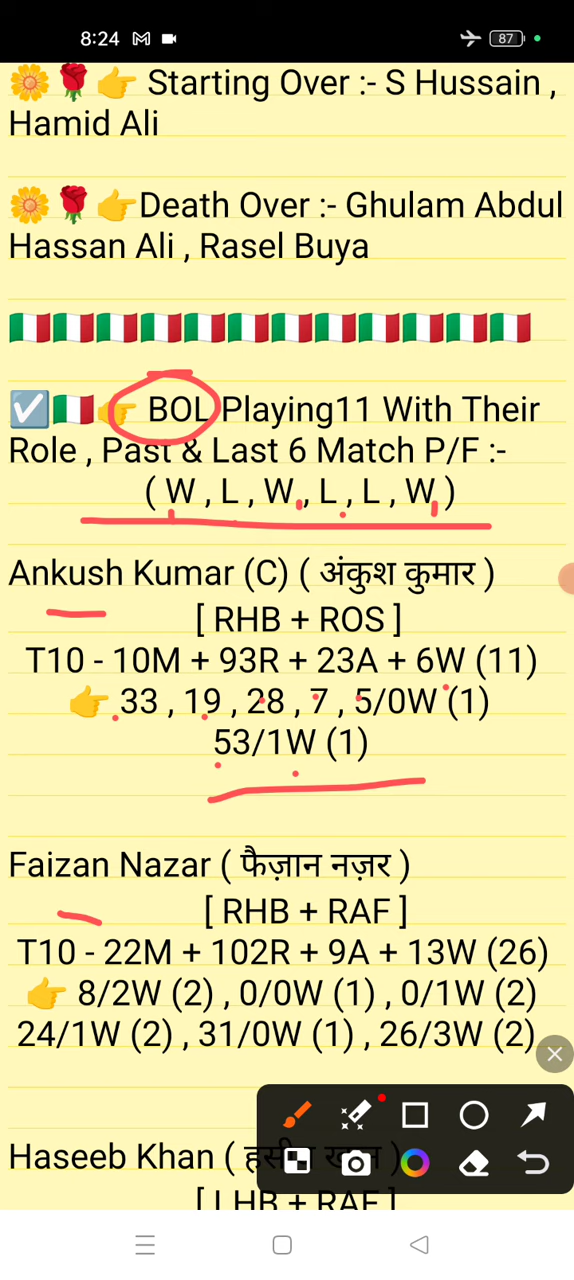 8:24 87
🌼🌹👉 Starting Over :- S Hussain ,
Hamid Ali
🌼🌹👉Death Over :- Ghulam Abdul
Hassan Ali , Rasel Buya
🇮🇹🇮🇹🇮🇹🇮🇹🇮🇹🇮🇹🇮🇹🇮🇹🇮🇹🇮🇹🇮🇹🇮🇹
☑️🇮🇹👉 BOL Playing11 With Their
Role , Past & Last 6 Match P/F :-
( W , L , W , L , L , W )
Ankush Kumar (C) ( अंकुश कुमार )
[ RHB + ROS ]
T10 - 10M + 93R + 23A + 6W (11)
👉 33 , 19 , 28 , 7 , 5/0W (1)
53/1W (1)
Faizan Nazar ( फैज़ान नज़र )
[ RHB + RAF ]
T10 - 22M + 102R + 9A + 13W (26)
👉 8/2W (2) , 0/0W (1) , 0/1W (2)
24/1W (2) , 31/0W (1) , 26/3W (2)
Haseeb Khan (
[ LHB + RAF ]